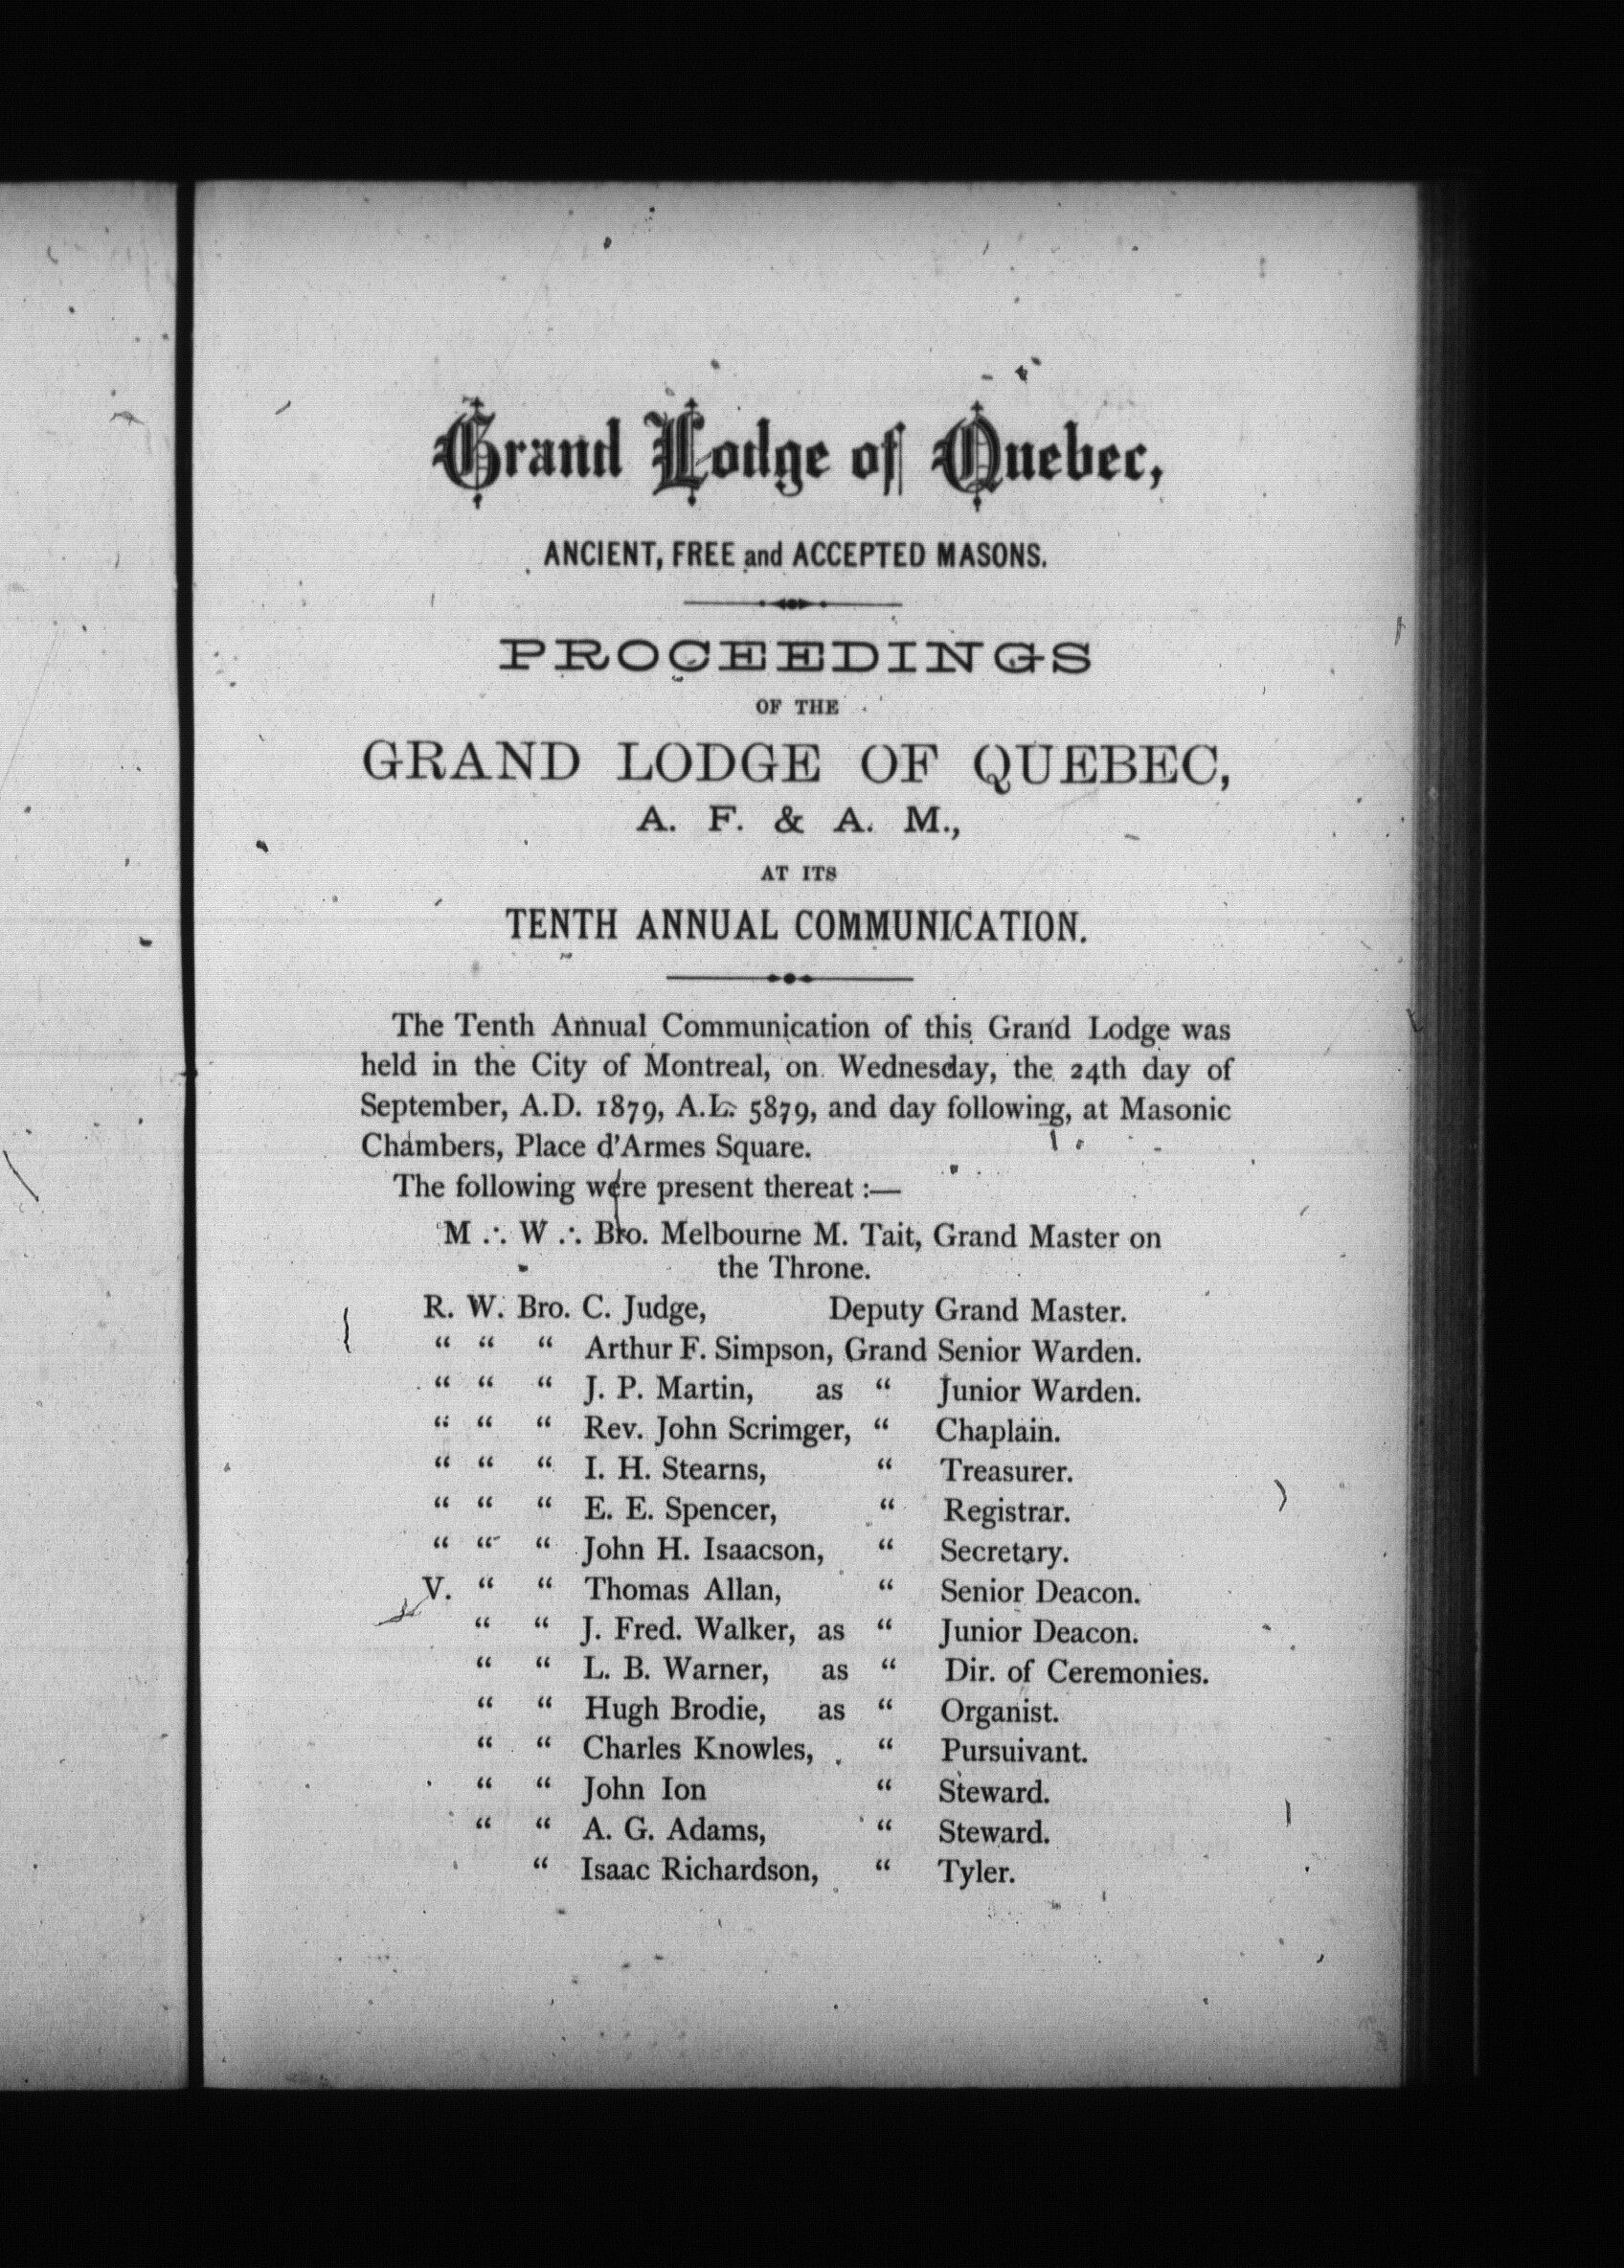 Grand Lodge of Quebec,
ANCIENT, FREE and ACCEPTED MASONS.
PROCEEDINGS
OF THE
GRAND LODGE OF QUEBEC,
A. F. & A. M.,
AT ITS
TENTH ANNUAL COMMUNICATION.
The Tenth Annual Communication of this Grand Lodge was
held in the City of Montreal, on Wednesday, the 24th day of
September, A.D. 1879, A.L. 5879, and day following, at Masonic
Chambers, Place d'Armes Square.
The following were present thereat :—
M ∴ W ∴ Bro. Melbourne M. Tait, Grand Master on
the Throne.
R. W. Bro. C. Judge, Deputy Grand Master.
“ “ “ Arthur F. Simpson, Grand Senior Warden.
“ “ “ J. P. Martin, as “ Junior Warden.
“ “ “ Rev. John Scrimger, “ Chaplain.
“ “ “ I. H. Stearns, “ Treasurer.
“ “ “ E. E. Spencer, “ Registrar.
“ “ “ John H. Isaacson, “ Secretary.
V. “ “ Thomas Allan, “ Senior Deacon.
“ “ J. Fred. Walker, as “ Junior Deacon.
“ “ L. B. Warner, as “ Dir. of Ceremonies.
“ “ Hugh Brodie, as “ Organist.
“ “ Charles Knowles, “ Pursuivant.
“ “ John Ion “ Steward.
“ “ A. G. Adams, “ Steward.
“ Isaac Richardson, “ Tyler.